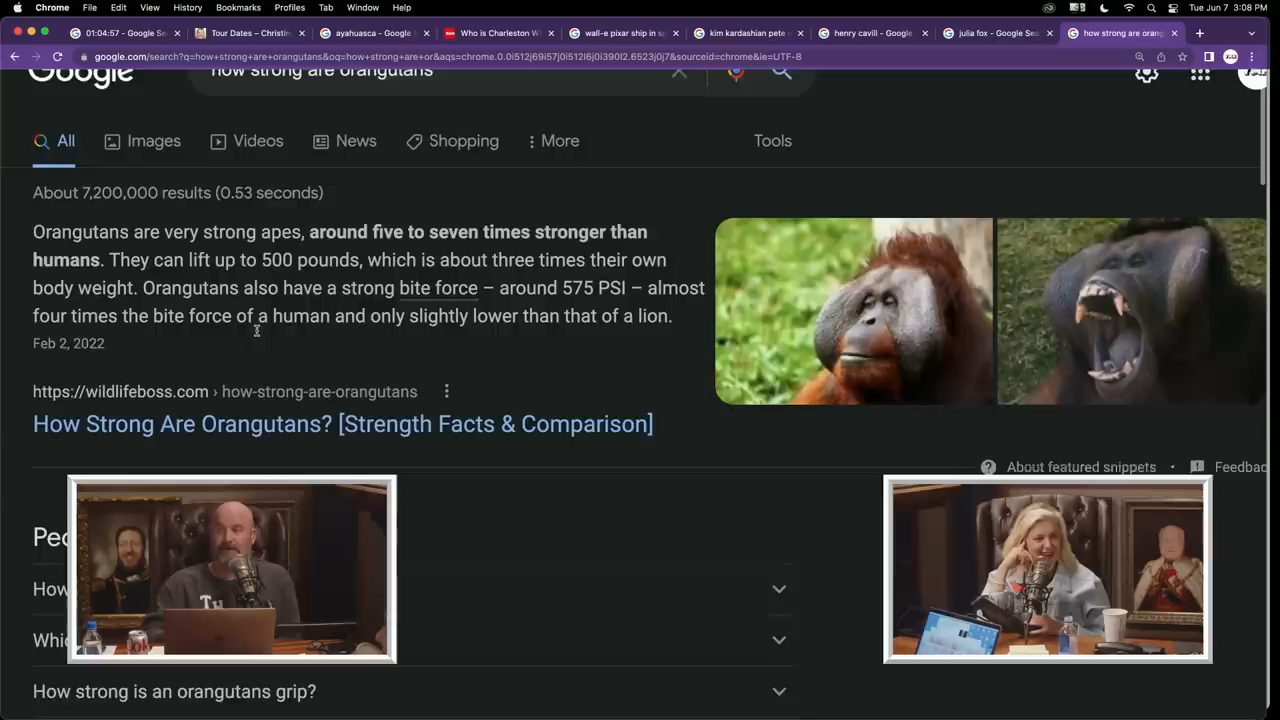 Chrome File Edit View History Bookmarks Profiles Tab Window Help Tue Jun 7 3:08 PM
01:04:57 - Google Se Tour Dates – Christin ayahuasca - Google Who is Charleston W wall-e pixar ship in s kim kardashian pete henry cavill - Google julia fox - Google Sea how strong are orang
google.com/search?q=how+strong+are+orangutans&oq=how+strong+are+or&aqs=chrome.0.0i512j69i57j0i512l6j0i390l2.6523j0j7&sourceid=chrome&ie=UTF-8
Google how strong are orangutans
All Images Videos News Shopping More Tools
About 7,200,000 results (0.53 seconds)
Orangutans are very strong apes, around five to seven times stronger than
humans. They can lift up to 500 pounds, which is about three times their own
body weight. Orangutans also have a strong bite force – around 575 PSI – almost
four times the bite force of a human and only slightly lower than that of a lion.
Feb 2, 2022
https://wildlifeboss.com › how-strong-are-orangutans
How Strong Are Orangutans? [Strength Facts & Comparison]
About featured snippets • Feedbac
Pe
How
Whi
How strong is an orangutans grip?